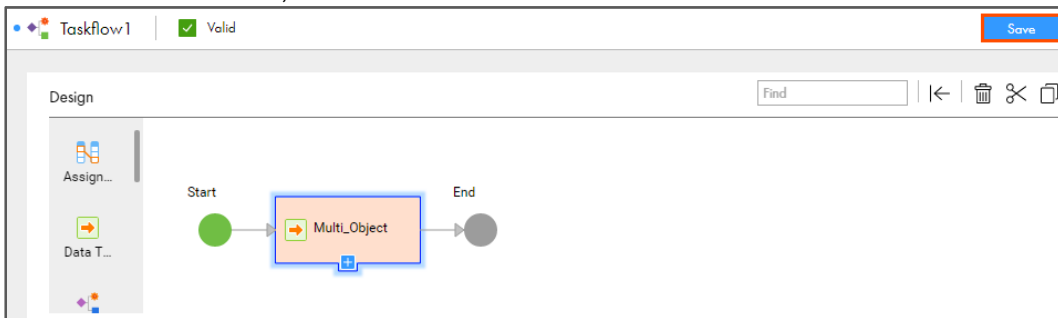 Taskflow1 Valid Save
Design Find
Assign...
Start End
Multi_Object
Data T...